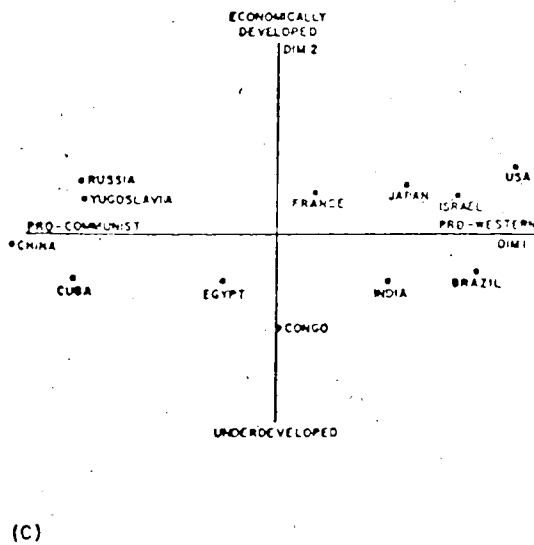 ECONOMICALLY
DEVELOPED
DIM 2
RUSSIA
YUGOSLAVIA
FRANCE
JAPAN
ISRAEL
USA
PRO-COMMUNIST
PRO-WESTERN
CHINA
DIM 1
CUBA
EGYPT
INDIA
BRAZIL
CONGO
UNDERDEVELOPED
(C)